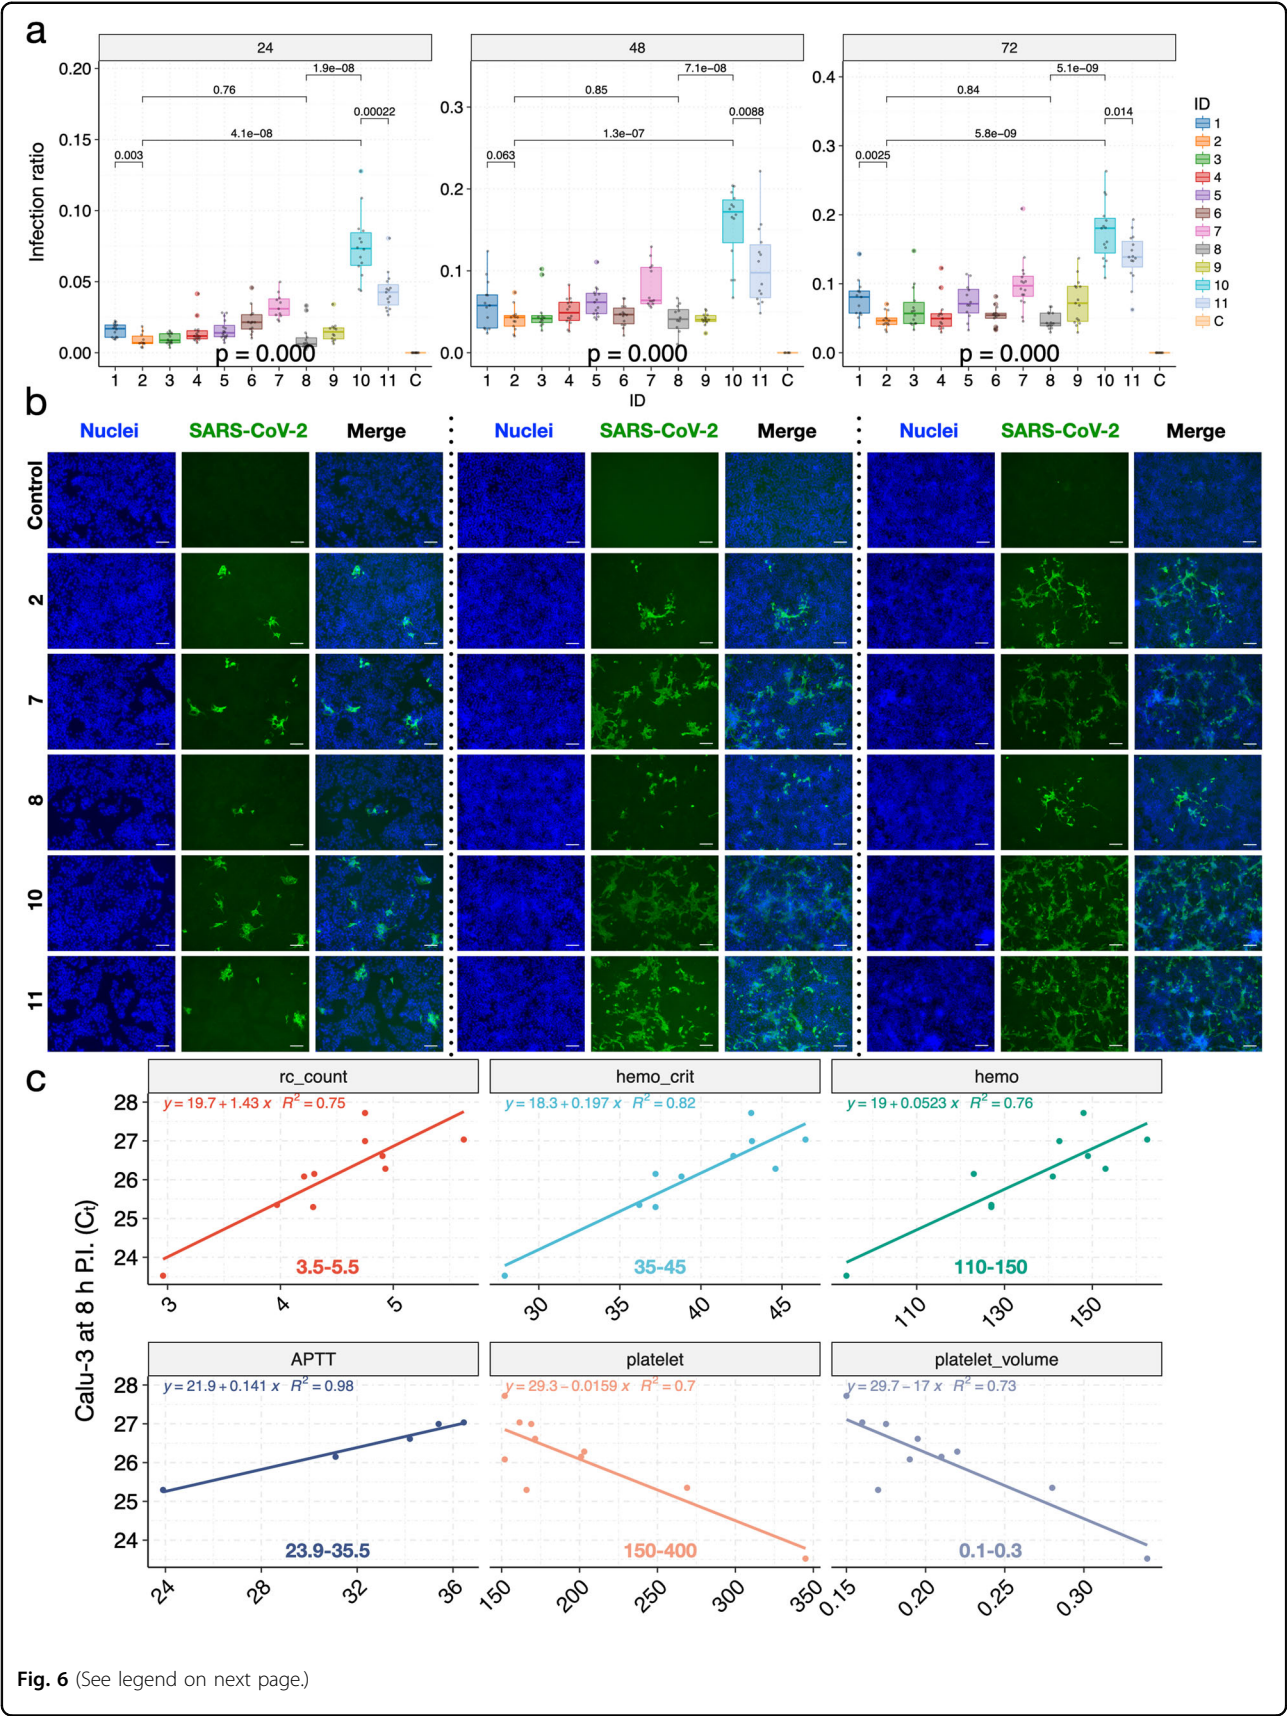 a
24 48 72
Infection ratio
0.20
0.15
0.10
0.05
0.00
1.9e-08
0.76
0.00022
4.1e-08
0.003
p = 0.000
1 2 3 4 5 6 7 8 9 10 11 C
0.3
0.2
0.1
0.0
7.1e-08
0.85
0.0088
1.3e-07
0.063
p = 0.000
1 2 3 4 5 6 7 8 9 10 11 C
ID
0.4
0.3
0.2
0.1
0.0
5.1e-09
0.84
0.014
5.8e-09
0.0025
p = 0.000
1 2 3 4 5 6 7 8 9 10 11 C
ID
1
2
3
4
5
6
7
8
9
10
11
C
b
Nuclei SARS-CoV-2 Merge Nuclei SARS-CoV-2 Merge Nuclei SARS-CoV-2 Merge
Control
2
7
8
10
11
c
Calu-3 at 8 h P.I. (Ct)
rc_count
y = 19.7 + 1.43 x R² = 0.75
28
27
26
25
24
3.5-5.5
3 4 5
hemo_crit
y = 18.3 + 0.197 x R² = 0.82
35-45
30 35 40 45
hemo
y = 19 + 0.0523 x R² = 0.76
110-150
110 130 150
APTT
y = 21.9 + 0.141 x R² = 0.98
28
27
26
25
24
23.9-35.5
24 28 32 36
platelet
y = 29.3 − 0.0159 x R² = 0.7
150-400
150 200 250 300 350
platelet_volume
y = 29.7 − 17 x R² = 0.73
0.1-0.3
0.15 0.20 0.25 0.30
Fig. 6 (See legend on next page.)